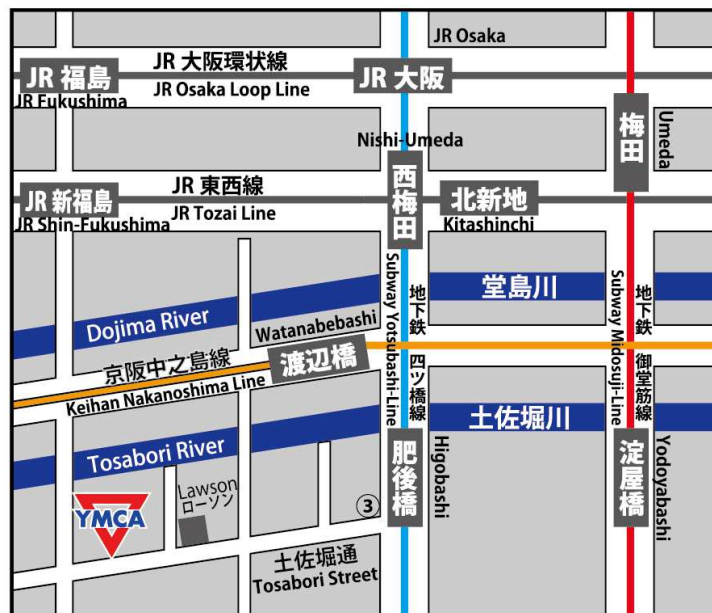 JR Osaka
JR 福島
JR Fukushima
JR 大阪環状線
JR Osaka Loop Line
JR 大阪
梅田
Umeda
Nishi-Umeda
西梅田
JR 新福島
JR Shin-Fukushima
JR 東西線
JR Tozai Line
北新地
Kitashinchi
Dojima River
堂島川
Subway Yotsubashi-Line
地下鉄 四ツ橋線
Subway Midosuji-Line
地下鉄 御堂筋線
Watanabebashi
渡辺橋
京阪中之島線
Keihan Nakanoshima Line
Tosabori River
土佐堀川
肥後橋
Higobashi
淀屋橋
Yodoyabashi
YMCA
Lawson
ローソン
③
土佐堀通
Tosabori Street